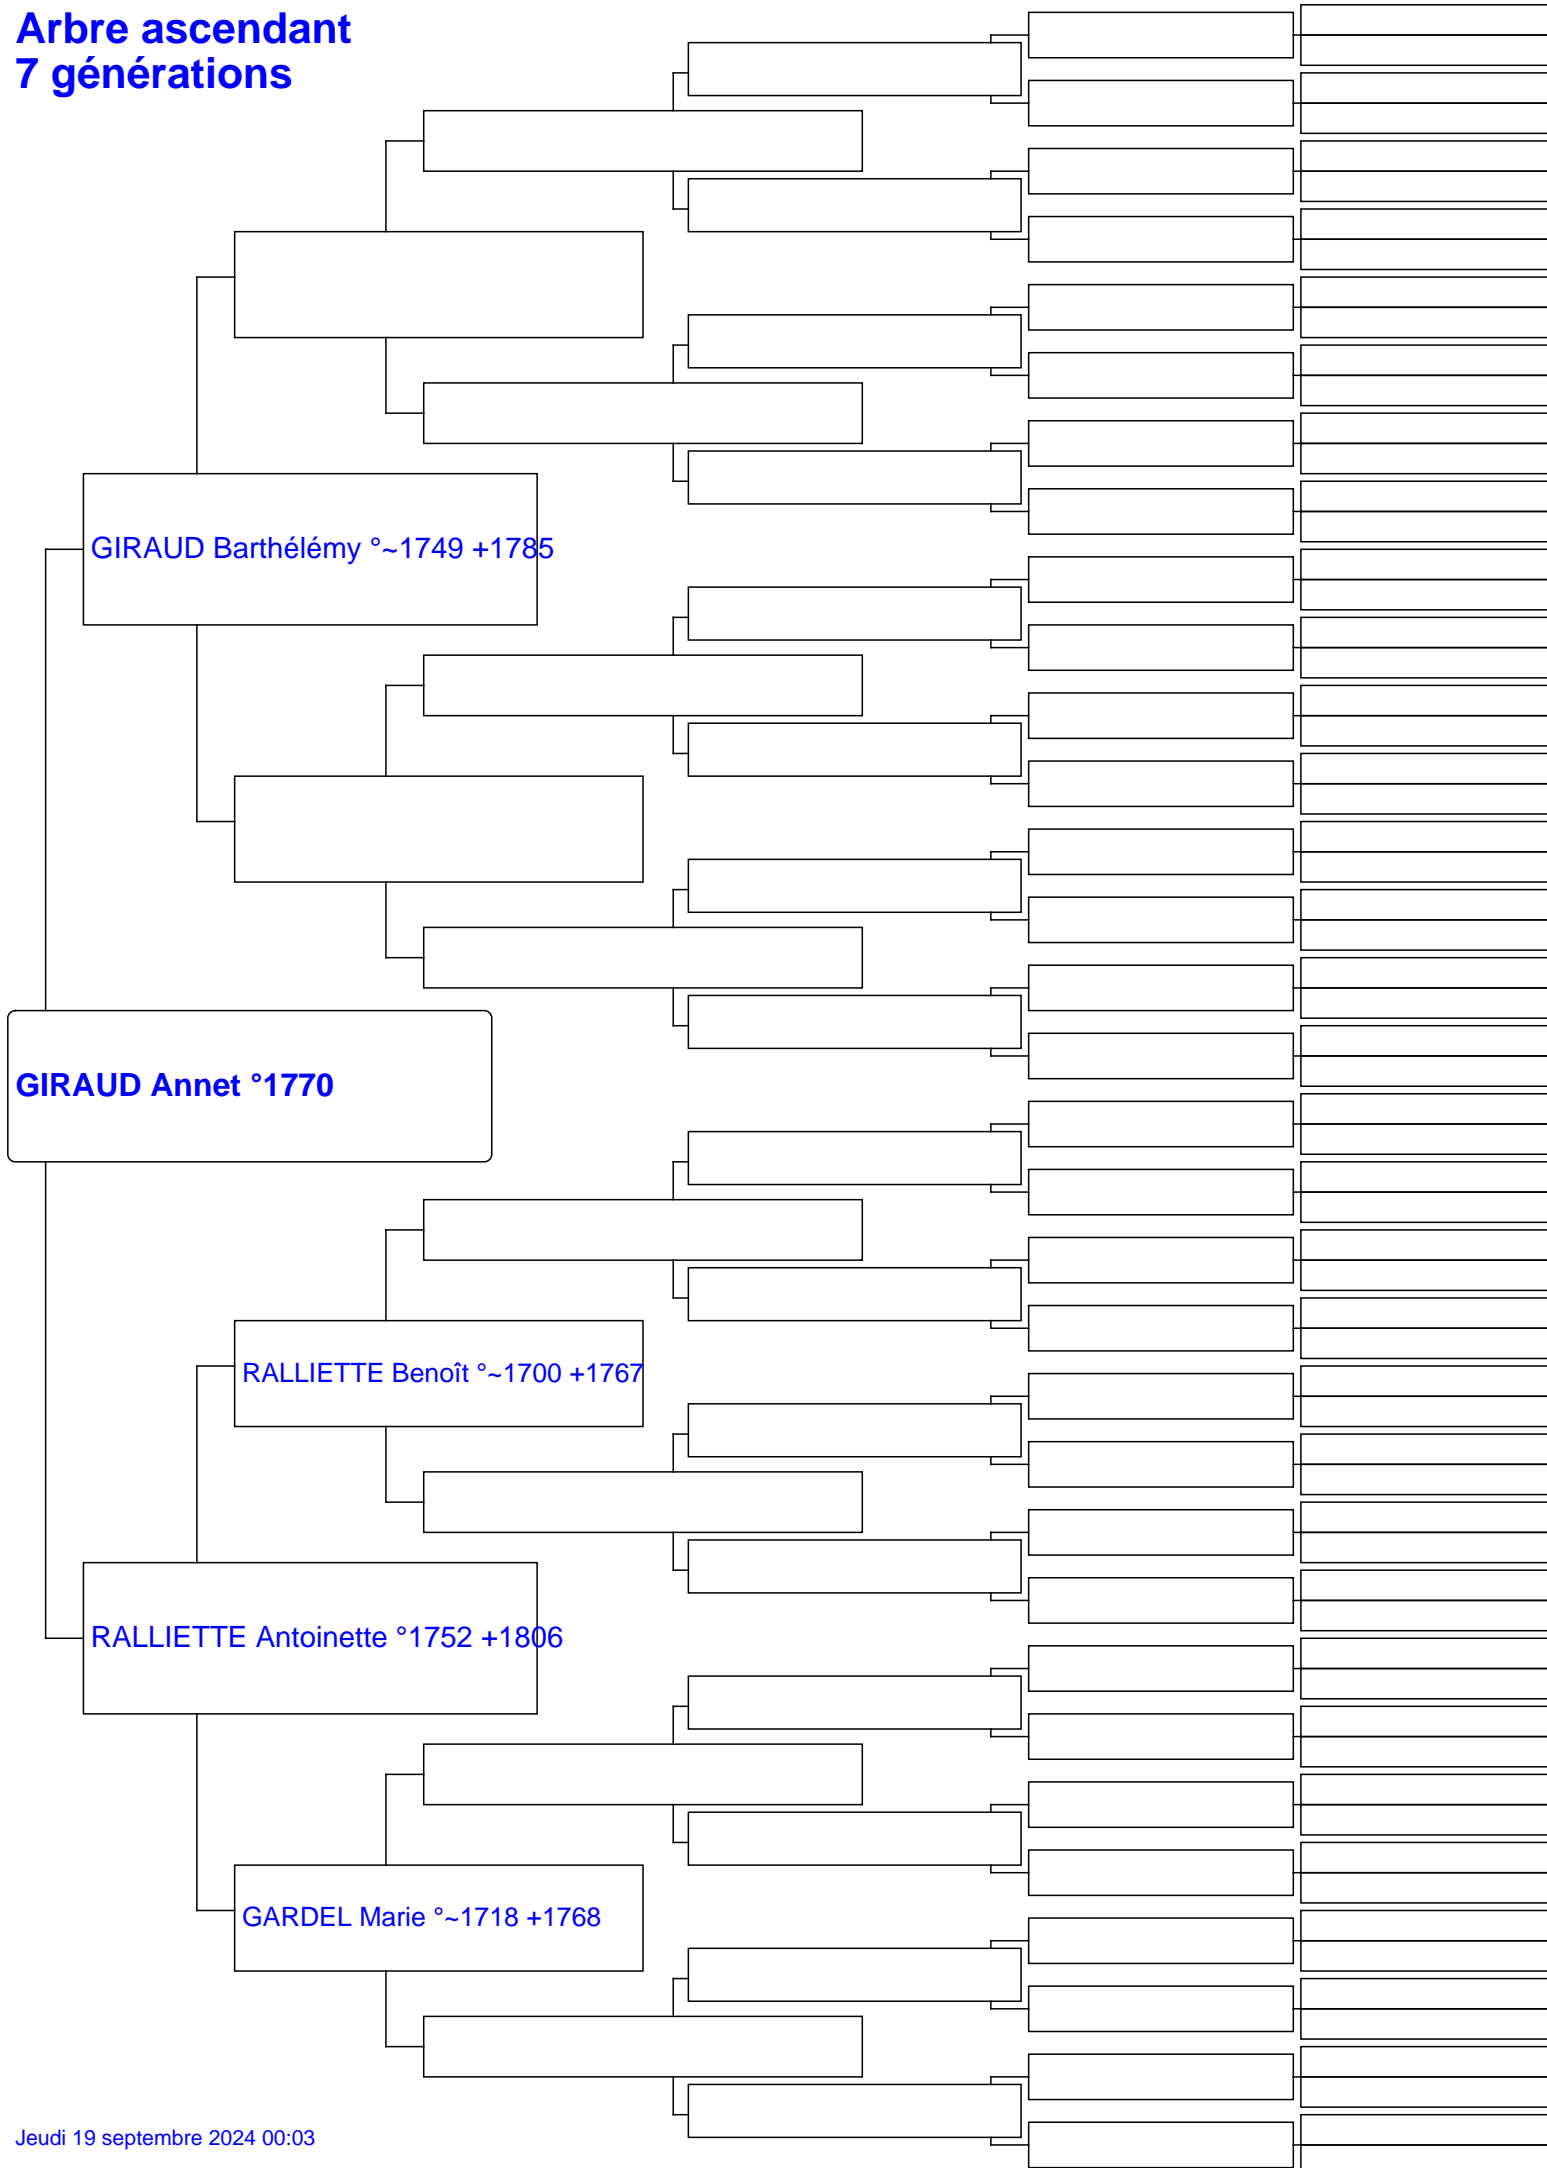 Arbre ascendant
7 générations
GIRAUD Barthélémy °~1749 +1785
GIRAUD Annet °1770
RALLIETTE Benoît °~1700 +1767
RALLIETTE Antoinette °1752 +1806
GARDEL Marie °~1718 +1768
Jeudi 19 septembre 2024 00:03